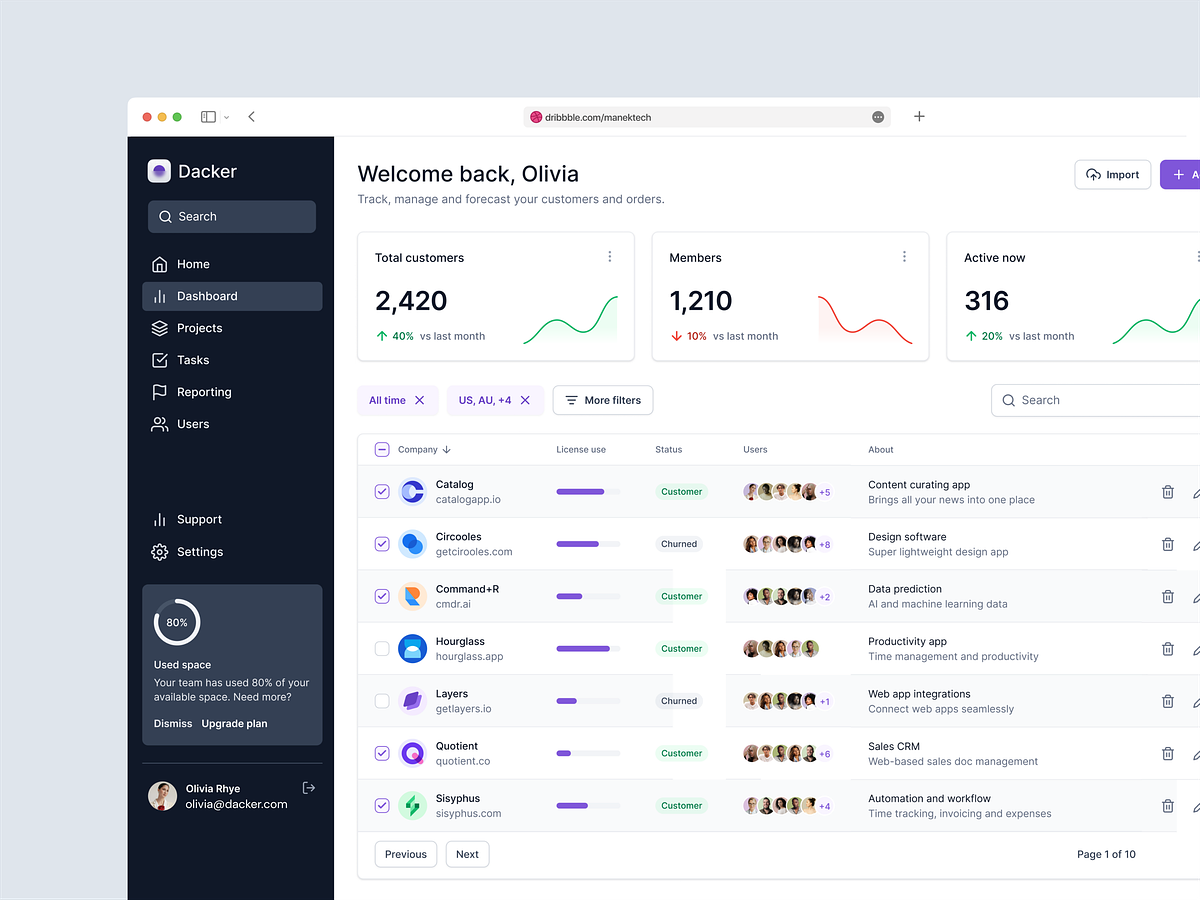 dribbble.com/manektech
Dacker
Search
Home
Dashboard
Projects
Tasks
Reporting
Users
Support
Settings
80%
Used space
Your team has used 80% of your
available space. Need more?
Dismiss Upgrade plan
Olivia Rhye
olivia@dacker.com
Welcome back, Olivia
Track, manage and forecast your customers and orders.
Import
Total customers
2,420
40% vs last month
Members
1,210
10% vs last month
Active now
316
20% vs last month
All time
US, AU, +4
More filters
Search
Company License use Status Users About
Catalog
catalogapp.io
Customer
+5
Content curating app
Brings all your news into one place
Circooles
getcirooles.com
Churned
+8
Design software
Super lightweight design app
Command+R
cmdr.ai
Customer
+2
Data prediction
AI and machine learning data
Hourglass
hourglass.app
Customer
Productivity app
Time management and productivity
Layers
getlayers.io
Churned
+1
Web app integrations
Connect web apps seamlessly
Quotient
quotient.co
Customer
+6
Sales CRM
Web-based sales doc management
Sisyphus
sisyphus.com
Customer
+4
Automation and workflow
Time tracking, invoicing and expenses
Previous
Next
Page 1 of 10